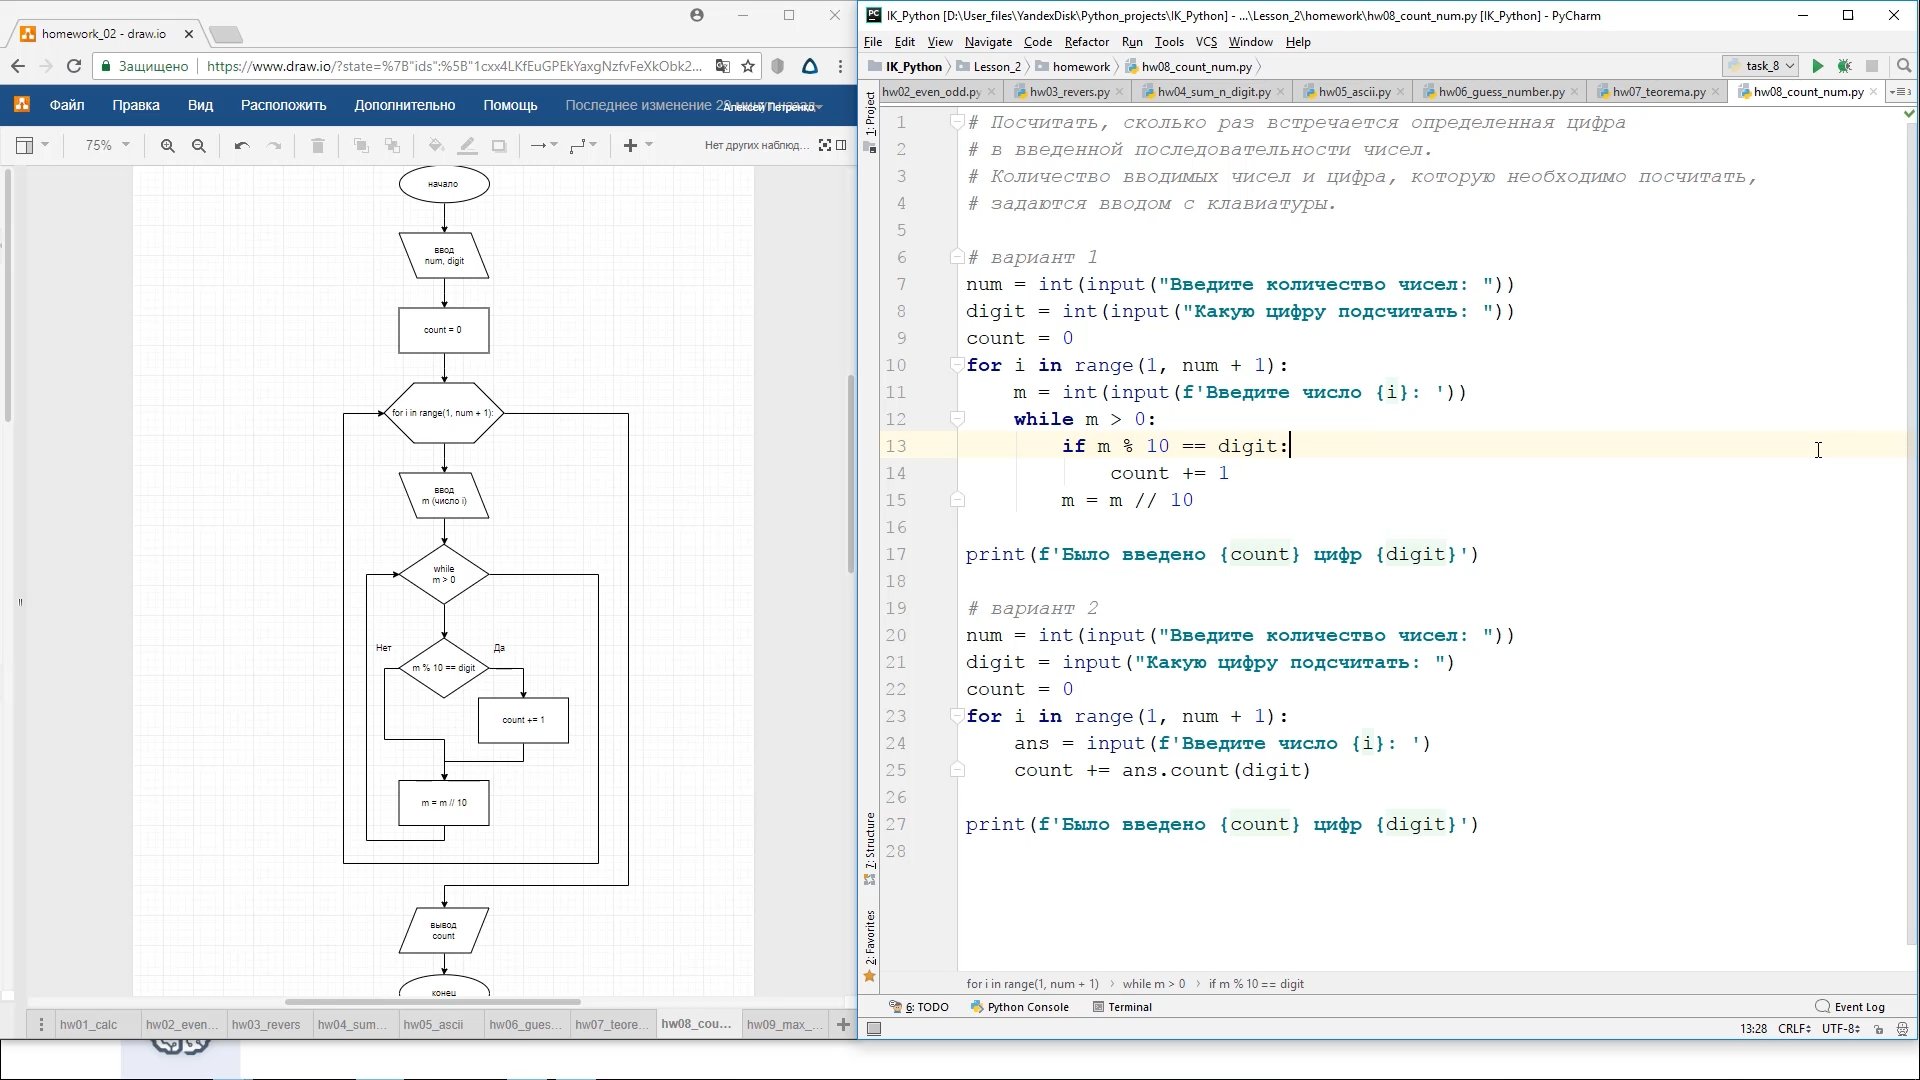 homework_02 - draw.io
Защищено
https://www.draw.io/?state=%7B"ids":%5B"1cxx4LKfEuGPEkYaxgNzfvFeXkObk2...
Файл Правка Вид Расположить Дополнительно Помощь Последнее изменение
Алексей Петренко
75%
Нет других наблюд...
начало
ввод
num, digit
count = 0
for i in range(1, num + 1):
ввод
m (число i)
while
m > 0
Нет
Да
m % 10 == digit
count += 1
m = m // 10
вывод
count
конец
hw01_calc hw02_even... hw03_revers hw04_sum... hw05_ascii hw06_gues... hw07_teore... hw08_cou... hw09_max_...
IK_Python [D:\User_files\YandexDisk\Python_projects\IK_Python] - ...\Lesson_2\homework\hw08_count_num.py [IK_Python] - PyCharm
File Edit View Navigate Code Refactor Run Tools VCS Window Help
IK_Python Lesson_2 homework hw08_count_num.py
task_8
hw02_even_odd.py hw03_revers.py hw04_sum_n_digit.py hw05_ascii.py hw06_guess_number.py hw07_teorema.py hw08_count_num.py
1: Project
7: Structure
2: Favorites
1 # Посчитать, сколько раз встречается определенная цифра
2 # в введенной последовательности чисел.
3 # Количество вводимых чисел и цифра, которую необходимо посчитать,
4 # задаются вводом с клавиатуры.
5
6 # вариант 1
7 num = int(input("Введите количество чисел: "))
8 digit = int(input("Какую цифру подсчитать: "))
9 count = 0
10 for i in range(1, num + 1):
11 m = int(input(f'Введите число {i}: '))
12 while m > 0:
13 if m % 10 == digit:
14 count += 1
15 m = m // 10
16
17 print(f'Было введено {count} цифр {digit}')
18
19 # вариант 2
20 num = int(input("Введите количество чисел: "))
21 digit = input("Какую цифру подсчитать: ")
22 count = 0
23 for i in range(1, num + 1):
24 ans = input(f'Введите число {i}: ')
25 count += ans.count(digit)
26
27 print(f'Было введено {count} цифр {digit}')
28
for i in range(1, num + 1) while m > 0 if m % 10 == digit
6: TODO Python Console Terminal Event Log
13:28 CRLF UTF-8